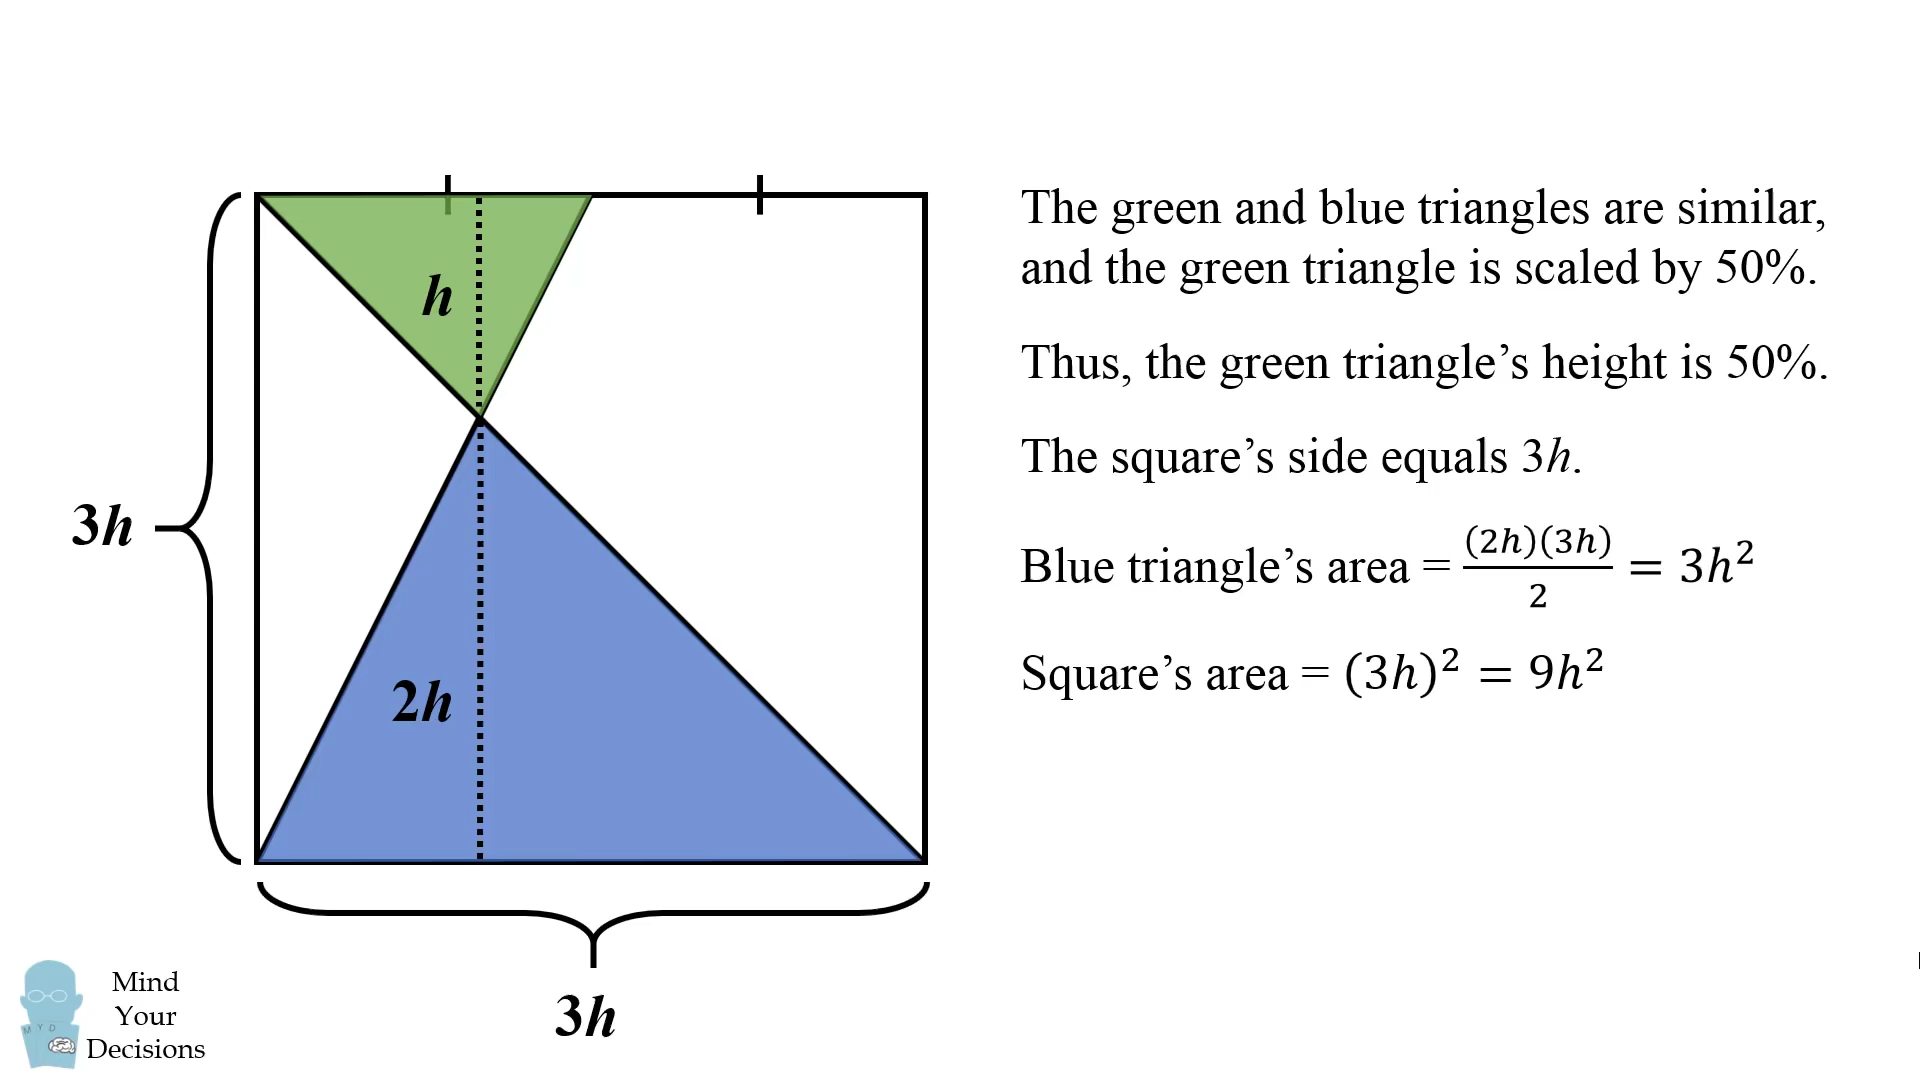 The green and blue triangles are similar,
and the green triangle is scaled by 50%.
h
Thus, the green triangle’s height is 50%.
The square’s side equals 3h.
3h
Blue triangle’s area = (2h)(3h)/2 = 3h²
2h
Square’s area = (3h)² = 9h²
3h
Mind
Your
Decisions
M Y D